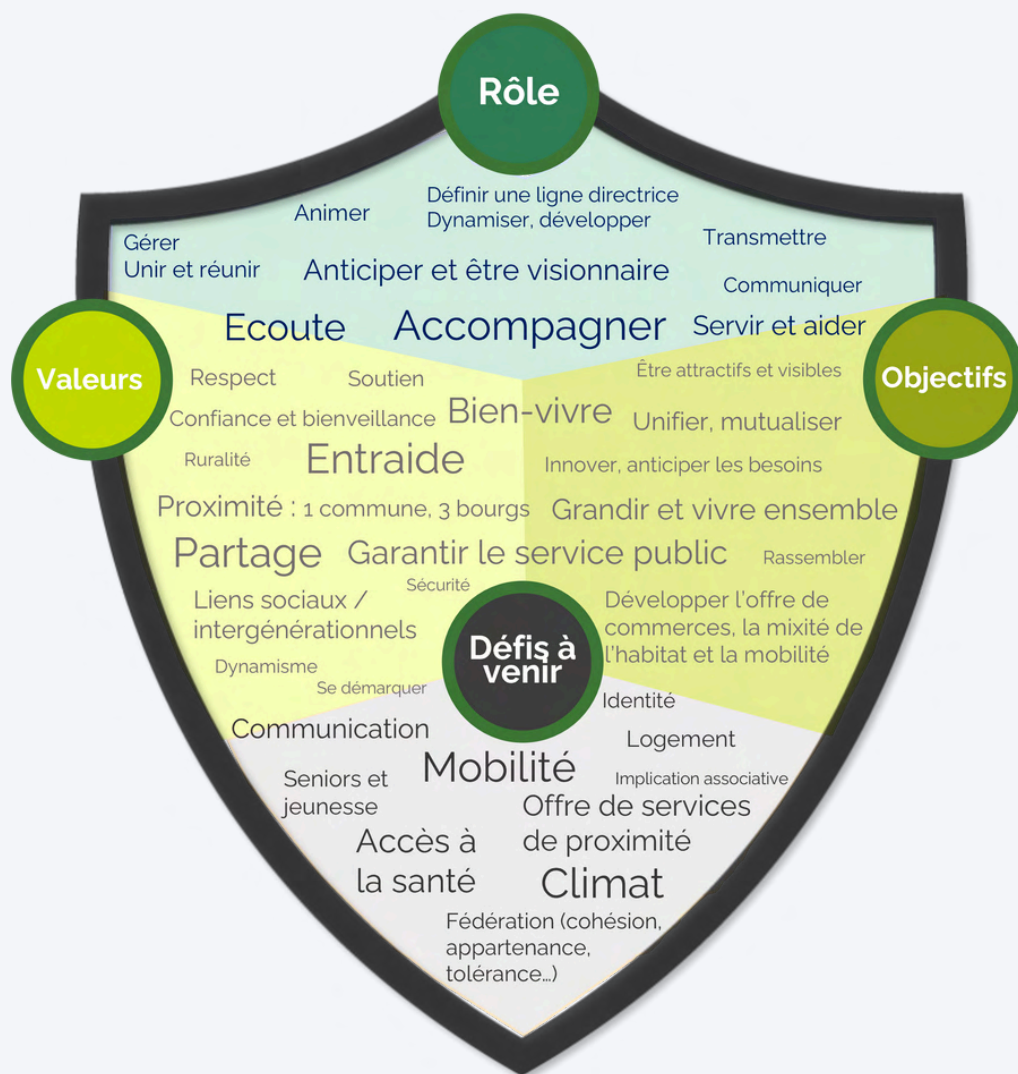 Rôle
Définir une ligne directrice
Dynamiser, développer
Animer
Transmettre
Gérer
Unir et réunir
Anticiper et être visionnaire
Communiquer
Ecoute
Accompagner
Servir et aider
Valeurs
Respect
Soutien
Confiance et bienveillance
Bien-vivre
Ruralité
Entraide
Proximité : 1 commune, 3 bourgs
Partage
Garantir le service public
Sécurité
Liens sociaux /
intergénérationnels
Dynamisme
Se démarquer
Objectifs
Être attractifs et visibles
Unifier, mutualiser
Innover, anticiper les besoins
Grandir et vivre ensemble
Rassembler
Développer l'offre de
commerces, la mixité de
l'habitat et la mobilité
Défis à
venir
Identité
Communication
Logement
Mobilité
Seniors et
jeunesse
Implication associative
Offre de services
de proximité
Accès à
la santé
Climat
Fédération (cohésion,
appartenance,
tolérance...)